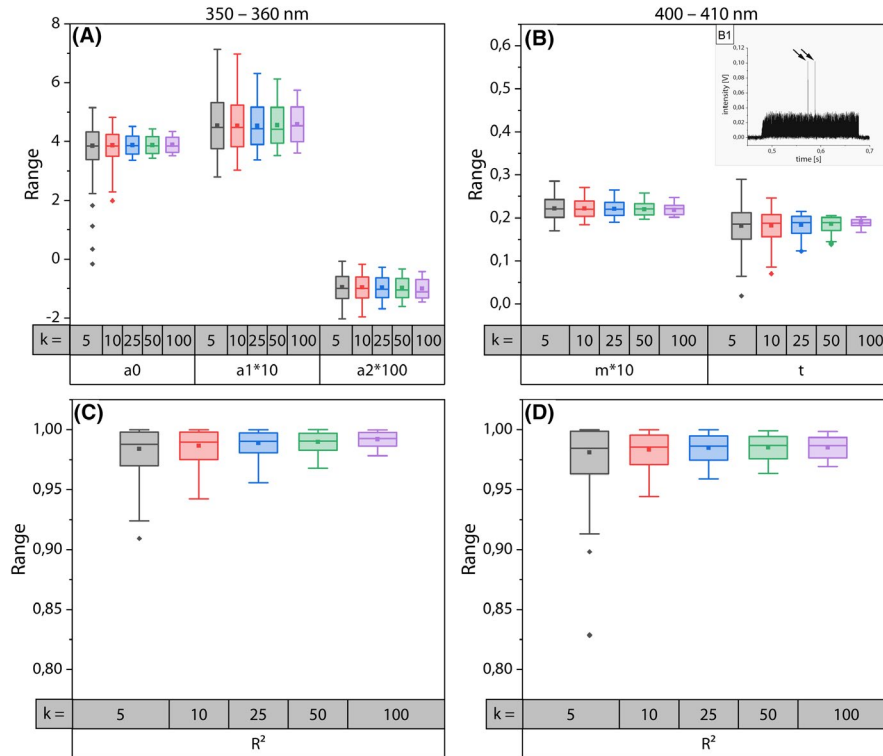 350 – 360 nm
400 – 410 nm
(A)
8
6
4
2
0
-2
Range
k = 5 10 25 50 100 5 10 25 50 100 5 10 25 50 100
a0 a1*10 a2*100
(B)
0,6
0,5
0,4
0,3
0,2
0,1
0,0
Range
B1
0,12
0,10
0,08
0,06
0,04
0,02
0,00
intensity [V]
0,5 0,6 0,7
time [s]
k = 5 10 25 50 100 5 10 25 50 100
m*10 t
(C)
1,00
0,95
0,90
0,85
0,80
Range
k = 5 10 25 50 100
R²
(D)
1,00
0,95
0,90
0,85
0,80
Range
k = 5 10 25 50 100
R²